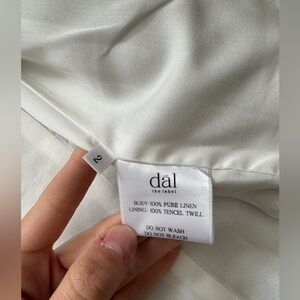 2
dal
the label
BODY 100% PURE LINEN
LINING: 100% TENCEL TWILL
DO NOT WASH
DO NOT BLEACH